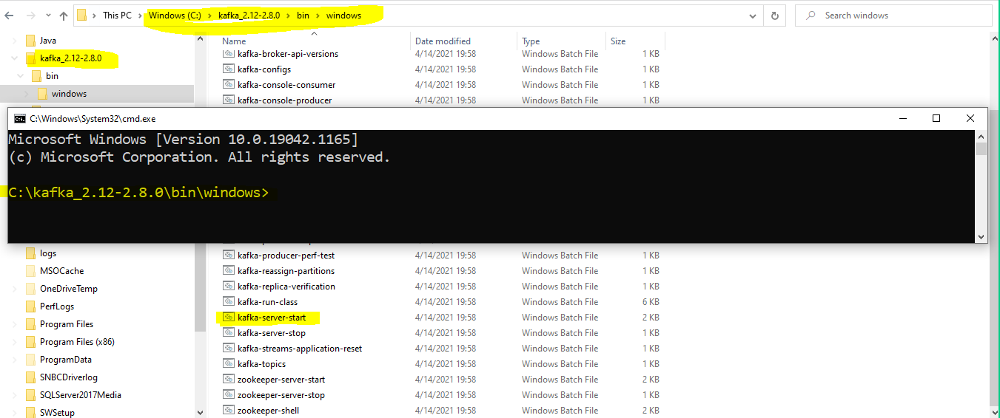 This PC > Windows (C:) > kafka_2.12-2.8.0 > bin > windows
Search windows
Java
kafka_2.12-2.8.0
bin
windows
Name Date modified Type Size
kafka-broker-api-versions 4/14/2021 19:58 Windows Batch File 1 KB
kafka-configs 4/14/2021 19:58 Windows Batch File 1 KB
kafka-console-consumer 4/14/2021 19:58 Windows Batch File 1 KB
kafka-console-producer 4/14/2021 19:58 Windows Batch File 1 KB
C:\Windows\System32\cmd.exe
Microsoft Windows [Version 10.0.19042.1165]
(c) Microsoft Corporation. All rights reserved.
C:\kafka_2.12-2.8.0\bin\windows>
logs
MSOCache
OneDriveTemp
PerfLogs
Program Files
Program Files (x86)
ProgramData
SNBCDriverlog
SQLServer2017Media
SWSetup
kafka-producer-perf-test 4/14/2021 19:58 Windows Batch File 1 KB
kafka-reassign-partitions 4/14/2021 19:58 Windows Batch File 1 KB
kafka-replica-verification 4/14/2021 19:58 Windows Batch File 1 KB
kafka-run-class 4/14/2021 19:58 Windows Batch File 6 KB
kafka-server-start 4/14/2021 19:58 Windows Batch File 2 KB
kafka-server-stop 4/14/2021 19:58 Windows Batch File 1 KB
kafka-streams-application-reset 4/14/2021 19:58 Windows Batch File 1 KB
kafka-topics 4/14/2021 19:58 Windows Batch File 1 KB
zookeeper-server-start 4/14/2021 19:58 Windows Batch File 2 KB
zookeeper-server-stop 4/14/2021 19:58 Windows Batch File 1 KB
zookeeper-shell 4/14/2021 19:58 Windows Batch File 2 KB